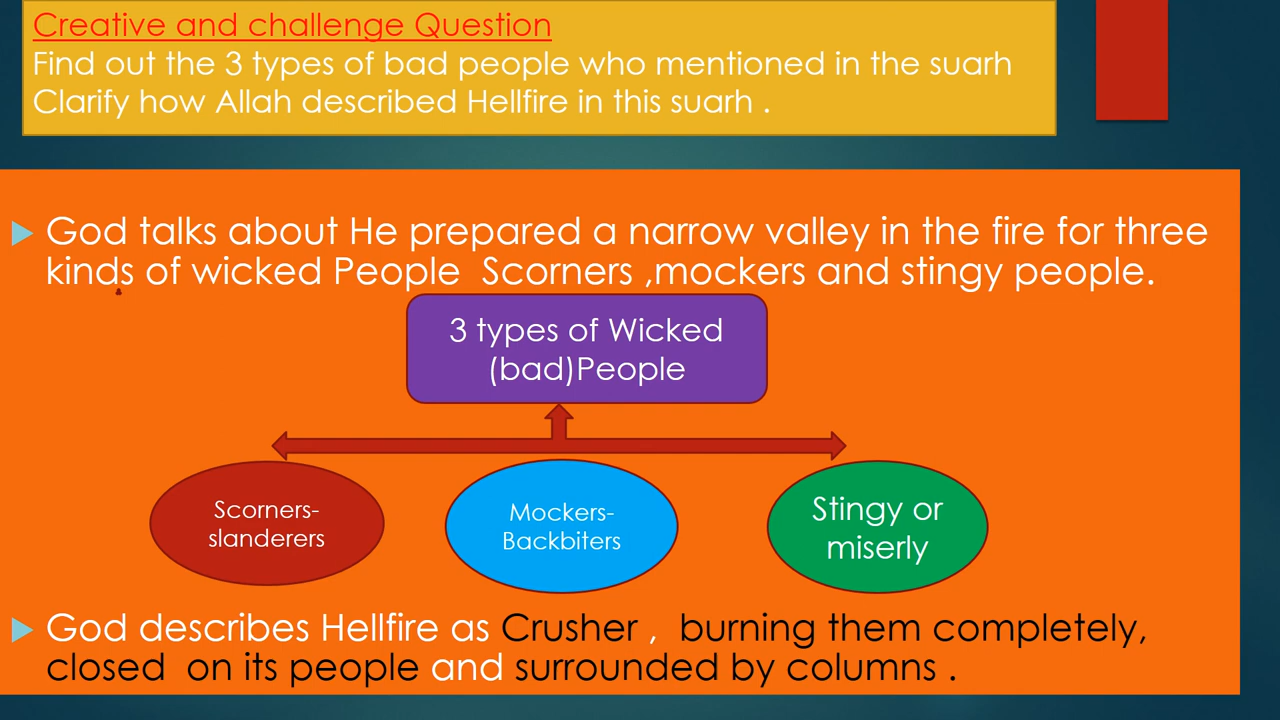 Creative and challenge Question
Find out the 3 types of bad people who mentioned in the suarh
Clarify how Allah described Hellfire in this suarh .
God talks about He prepared a narrow valley in the fire for three
kinds of wicked People Scorners ,mockers and stingy people.
3 types of Wicked
(bad)People
Scorners-
slanderers
Mockers-
Backbiters
Stingy or
miserly
God describes Hellfire as Crusher , burning them completely,
closed on its people and surrounded by columns .